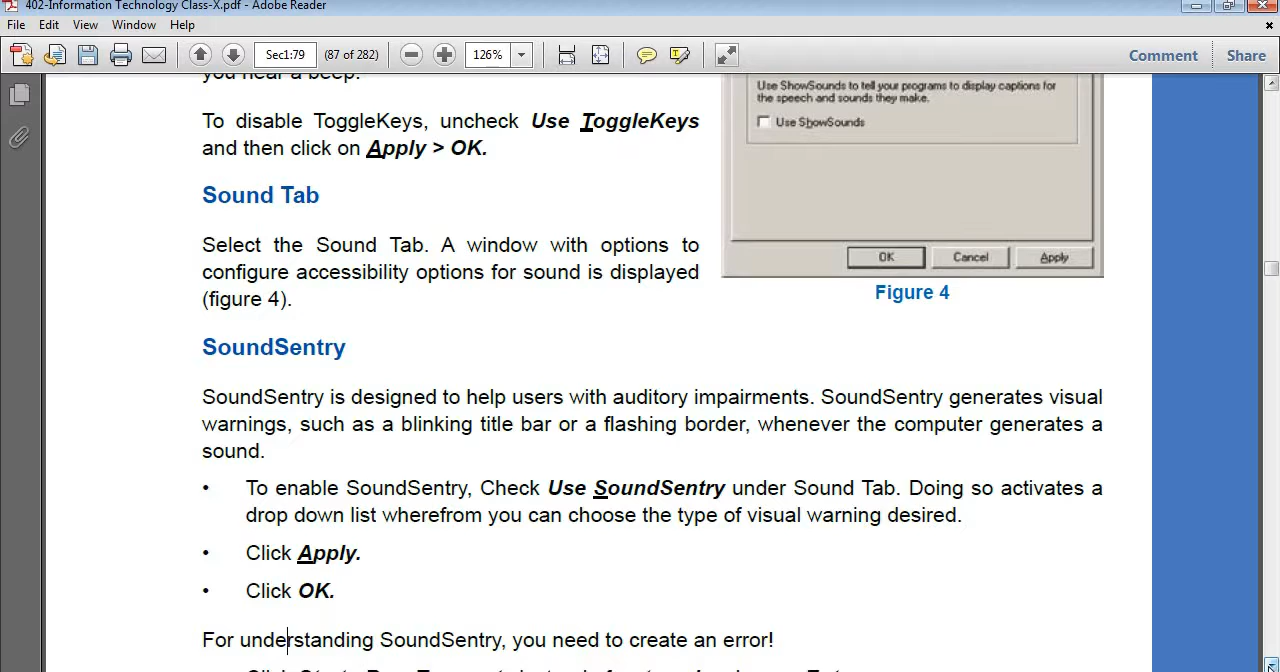 402-Information Technology Class-X.pdf - Adobe Reader
File Edit View Window Help
Sec1:79 (87 of 282) 126% Comment Share
you hear a beep.
To disable ToggleKeys, uncheck Use ToggleKeys
and then click on Apply > OK.
Use ShowSounds to tell your programs to display captions for
the speech and sounds they make.
Use ShowSounds
OK Cancel Apply
Figure 4
Sound Tab
Select the Sound Tab. A window with options to
configure accessibility options for sound is displayed
(figure 4).
SoundSentry
SoundSentry is designed to help users with auditory impairments. SoundSentry generates visual
warnings, such as a blinking title bar or a flashing border, whenever the computer generates a
sound.
• To enable SoundSentry, Check Use SoundSentry under Sound Tab. Doing so activates a
drop down list wherefrom you can choose the type of visual warning desired.
• Click Apply.
• Click OK.
For understanding SoundSentry, you need to create an error!